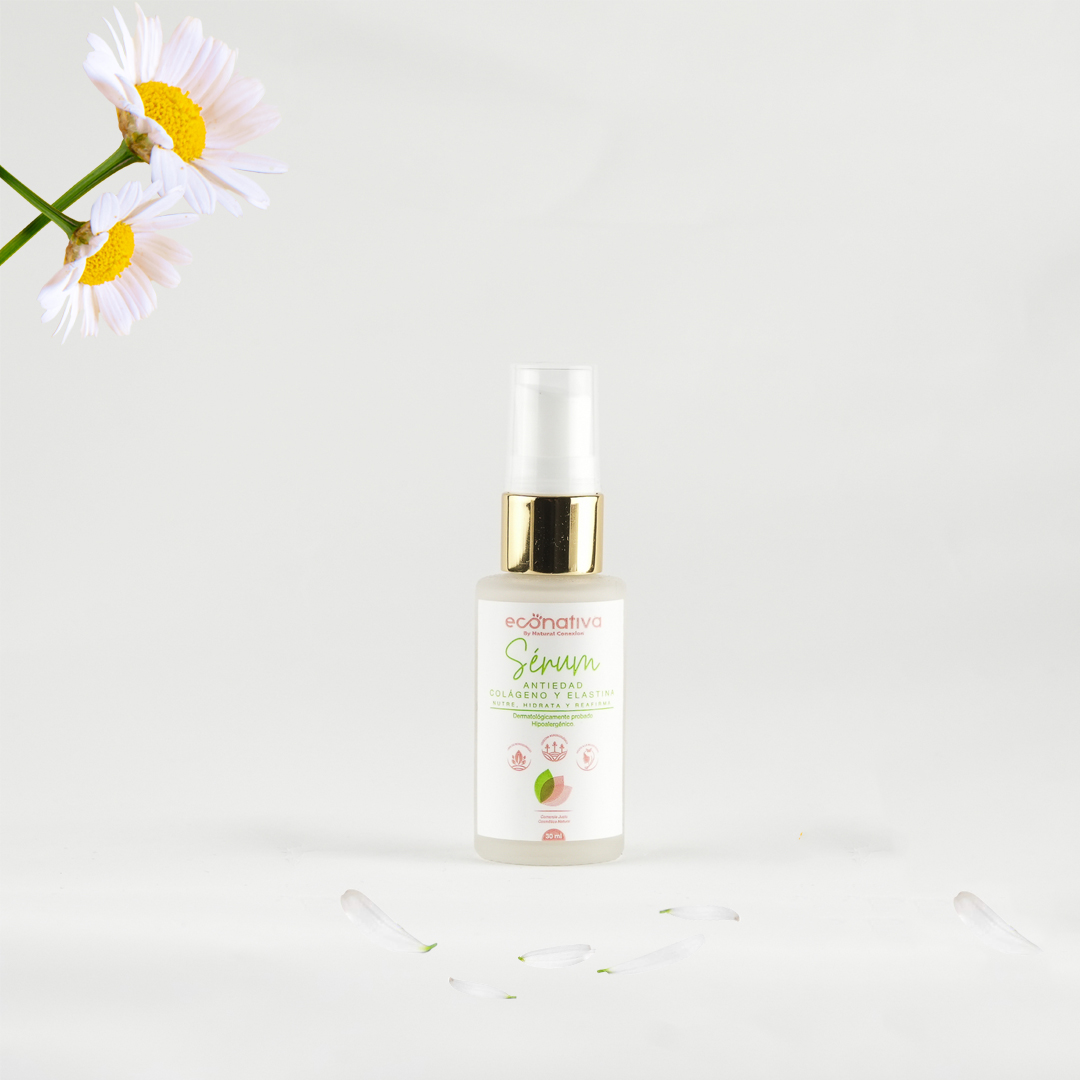 econativa
By Natural Conexion
Sérum
ANTIEDAD
COLÁGENO Y ELASTINA
NUTRE, HIDRATA Y REAFIRMA
Dermatológicamente probado
Hipoalergénico
30 ml